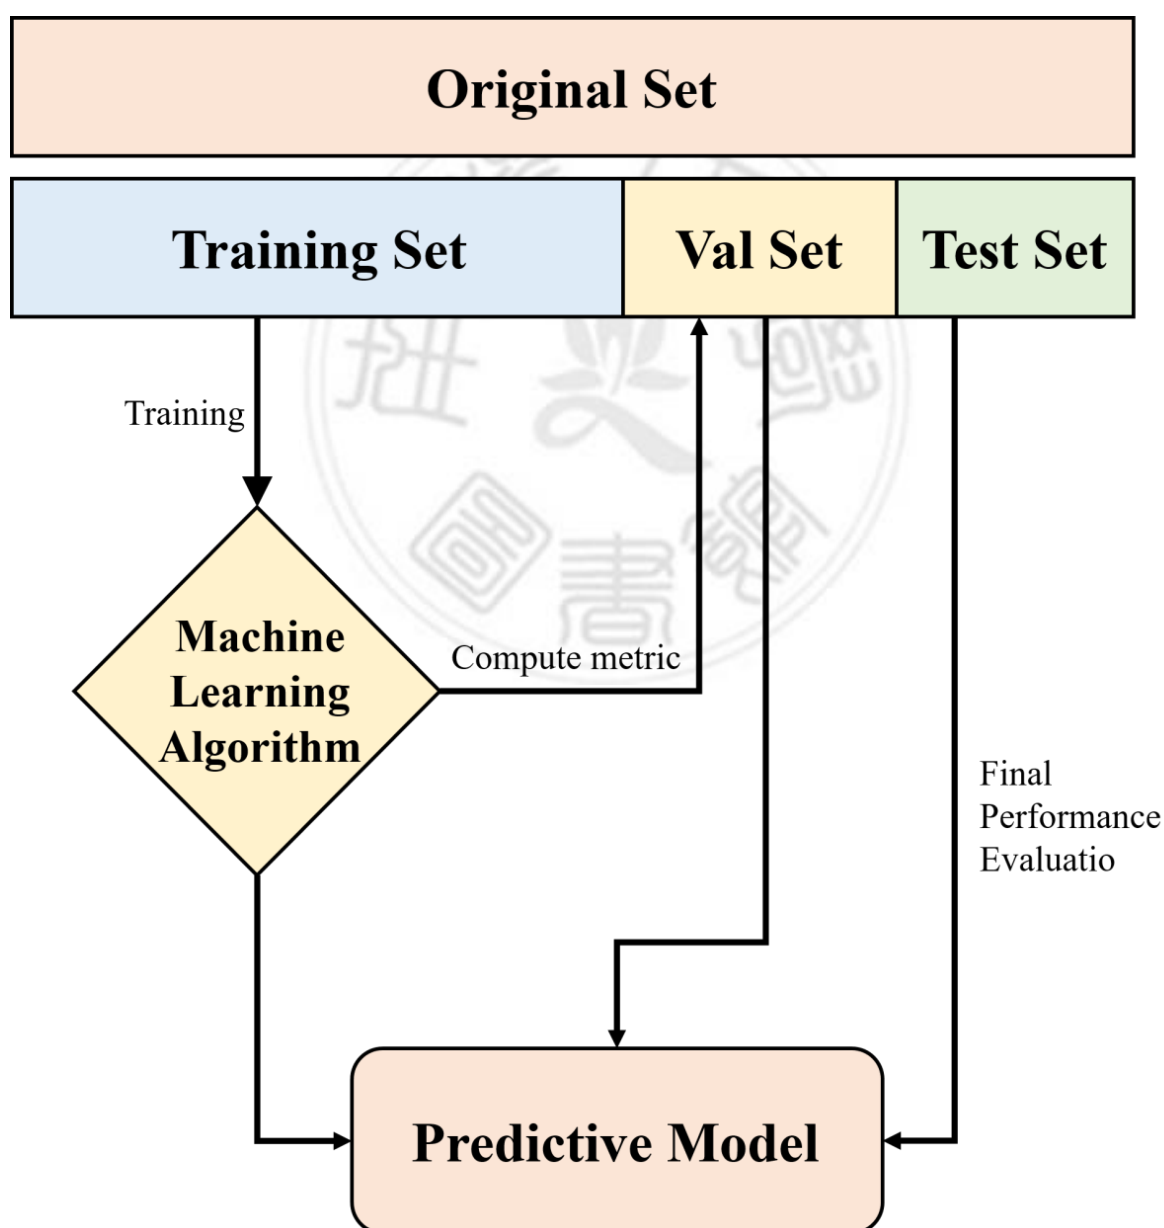 Original Set
Training Set
Val Set
Test Set
Training
Machine
Learning
Algorithm
Compute metric
Final
Performance
Evaluatio
Predictive Model
書